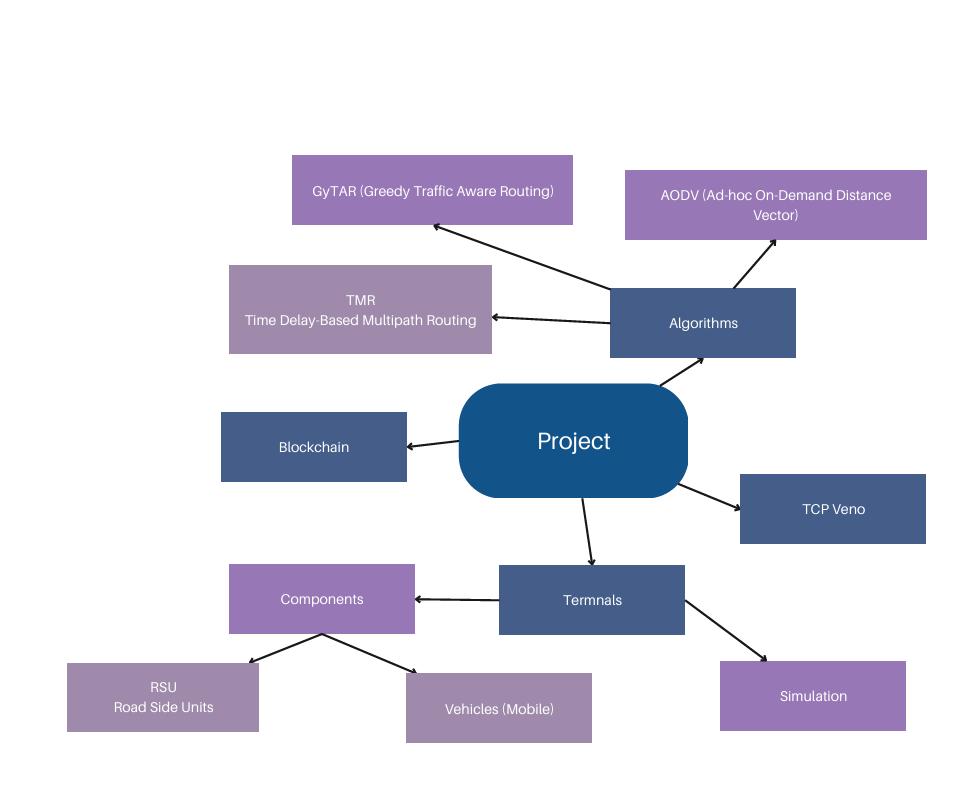 GyTAR (Greedy Traffic Aware Routing)
AODV (Ad-hoc On-Demand Distance
Vector)
TMR
Time Delay-Based Multipath Routing
Algorithms
Project
Blockchain
TCP Veno
Components
Termnals
RSU
Road Side Units
Vehicles (Mobile)
Simulation